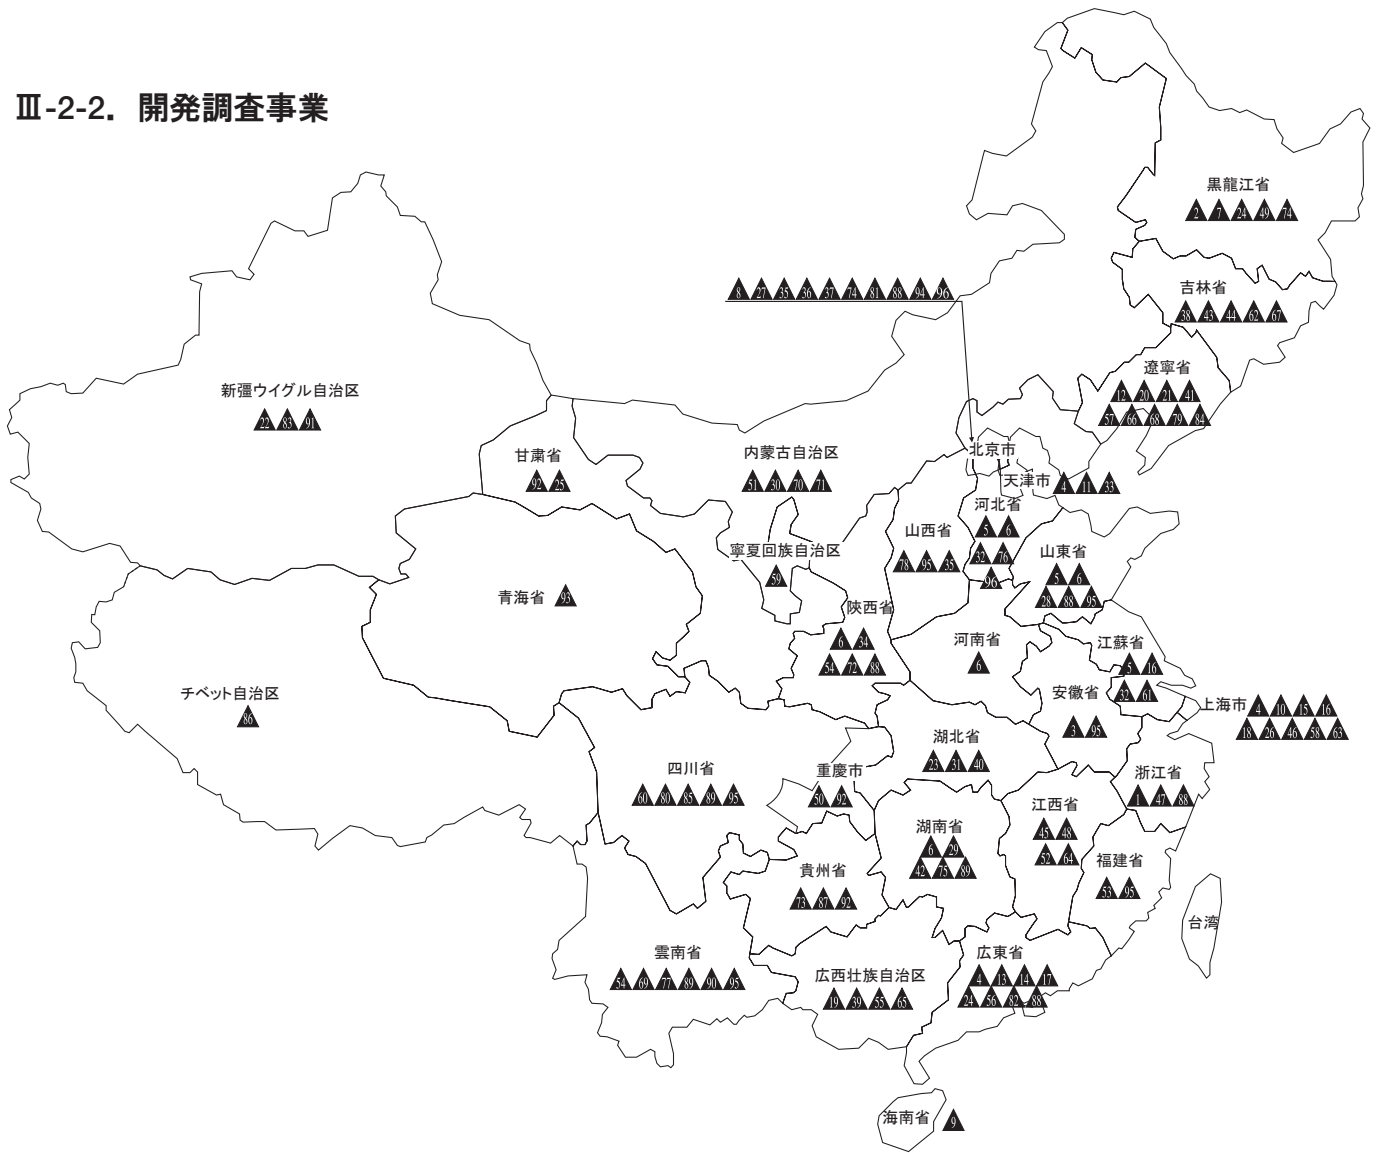 Ⅲ-2-2. 開発調査事業
黒龍江省
2 7 24 49 74
8 27 35 36 37 74 81 88 94 96
吉林省
38 43 44 62 67
遼寧省
12 20 21 41
57 66 68 79 84
新疆ウイグル自治区
22 83 91
甘粛省
92 25
内蒙古自治区
51 30 70 71
北京市
天津市 4 11 33
河北省
5 6
32 76
96
山西省
78 95 35
山東省
5 6
28 88 95
寧夏回族自治区
59
青海省 93
陝西省
6 34
54 72 88
河南省
6
江蘇省
5 16
32 61
チベット自治区
86
安徽省
3 95
上海市 4 10 15 16
18 26 46 58 63
湖北省
23 31 40
四川省
60 80 85 89 95
重慶市
50 92
浙江省
1 47 88
江西省
45 48
52 64
湖南省
6 29
42 75 89
福建省
53 95
貴州省
73 87 92
台湾
雲南省
54 69 77 89 90 95
広西壮族自治区
19 39 55 65
広東省
4 13 14 17
24 56 82 88
海南省 9